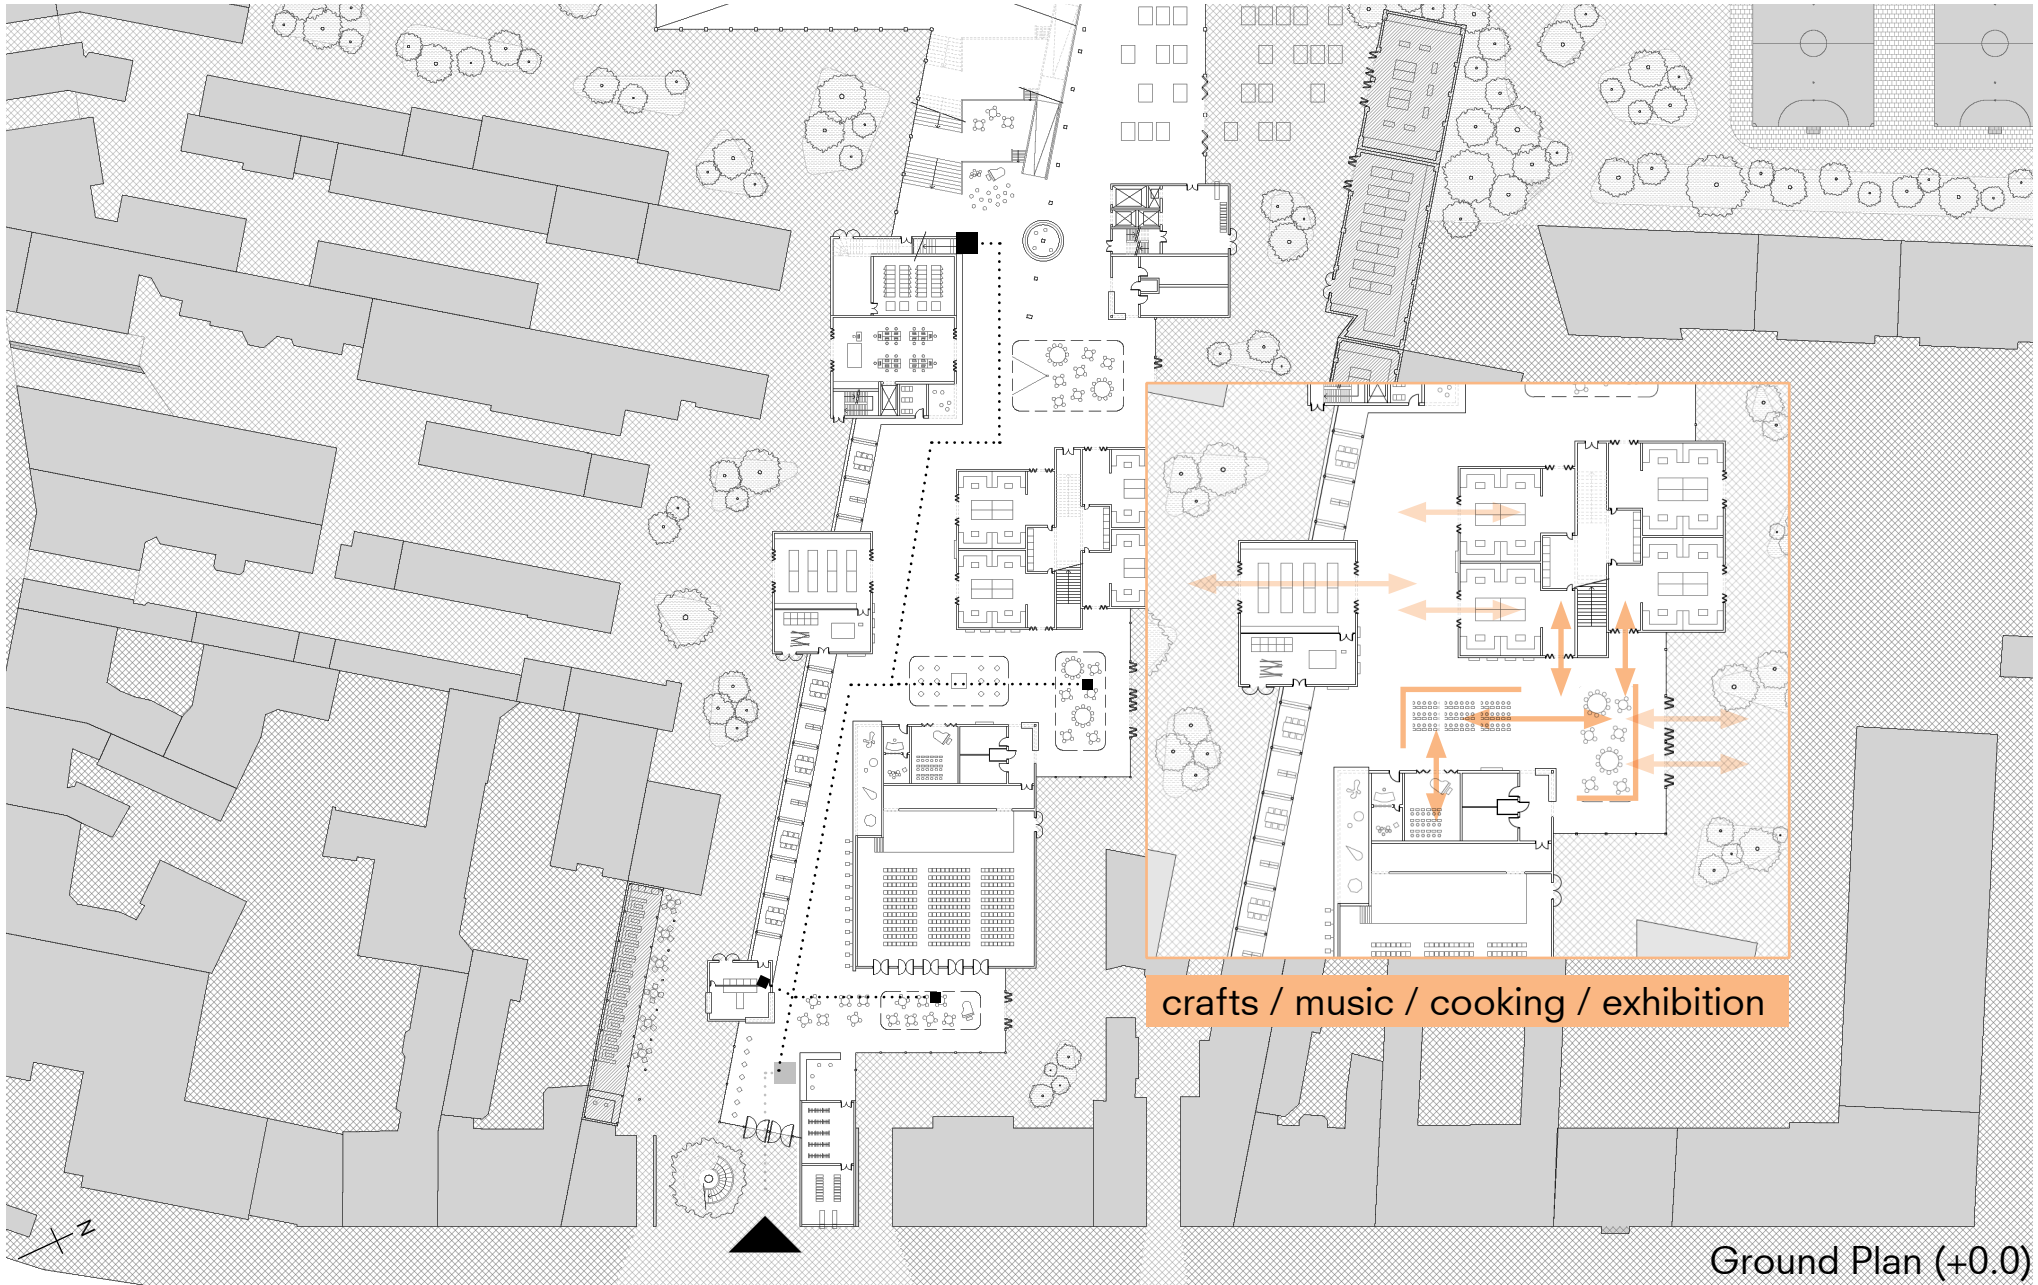 crafts / music / cooking / exhibition
N
Ground Plan (+0.0)